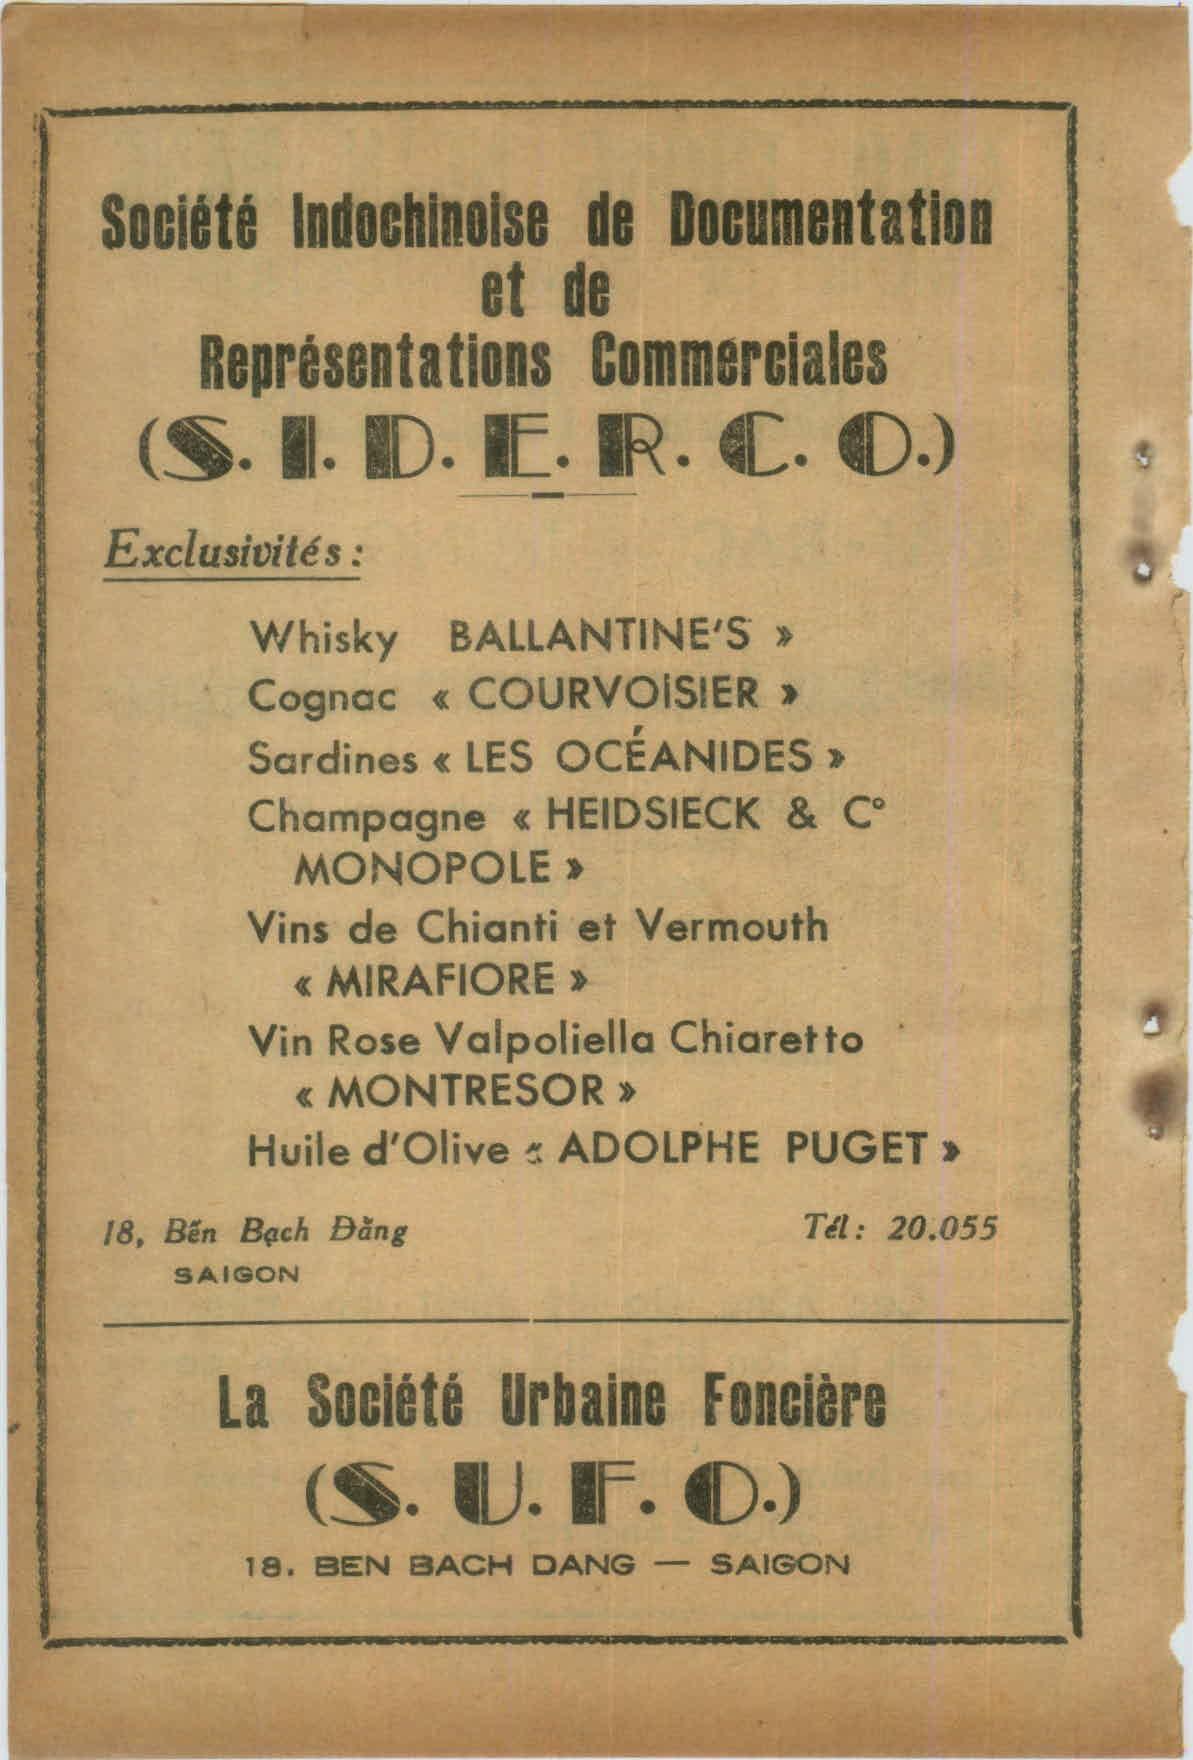 Société Indochinoise de Documentation
et de
Représentations Commerciales
(S. I. D. E. R. C. O.)
Exclusivités :
Whisky BALLANTINE'S »
Cognac « COURVOISIER »
Sardines « LES OCÉANIDES »
Champagne « HEIDSIECK & C°
MONOPOLE »
Vins de Chianti et Vermouth
« MIRAFIORE »
Vin Rose Valpoliella Chiaretto
« MONTRESOR »
Huile d'Olive « ADOLPHE PUGET »
18, Bến Bạch Đằng Tél : 20.055
SAIGON
La Société Urbaine Foncière
(S. U. F. O.)
18. BEN BACH DANG — SAIGON